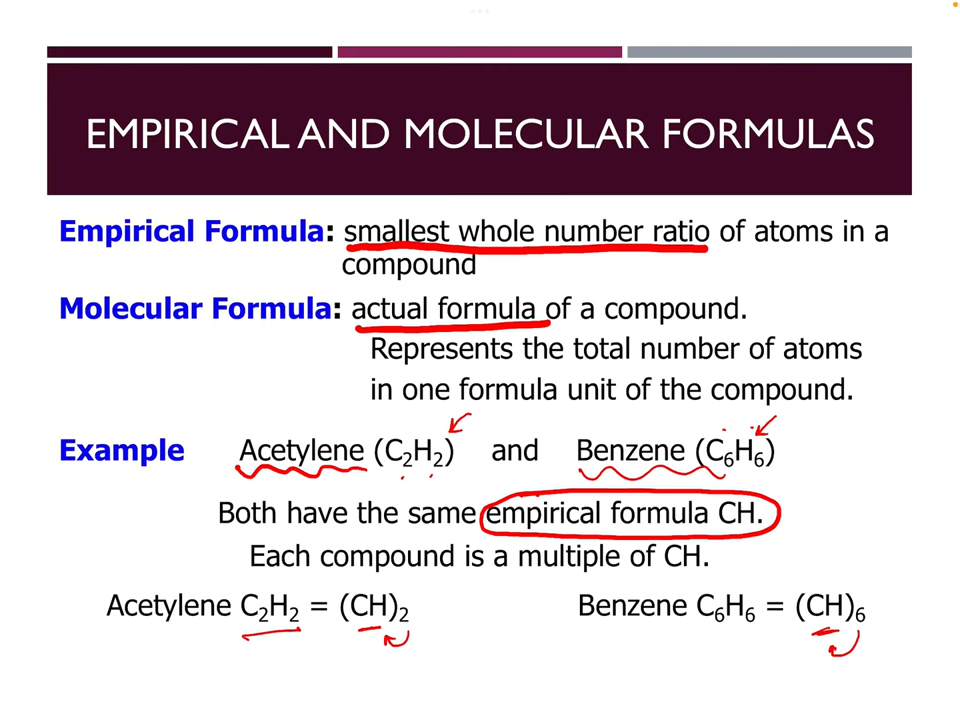 EMPIRICAL AND MOLECULAR FORMULAS
Empirical Formula: smallest whole number ratio of atoms in a
compound
Molecular Formula: actual formula of a compound.
Represents the total number of atoms
in one formula unit of the compound.
Example Acetylene (C₂H₂) and Benzene (C₆H₆)
Both have the same empirical formula CH.
Each compound is a multiple of CH.
Acetylene C₂H₂ = (CH)₂ Benzene C₆H₆ = (CH)₆